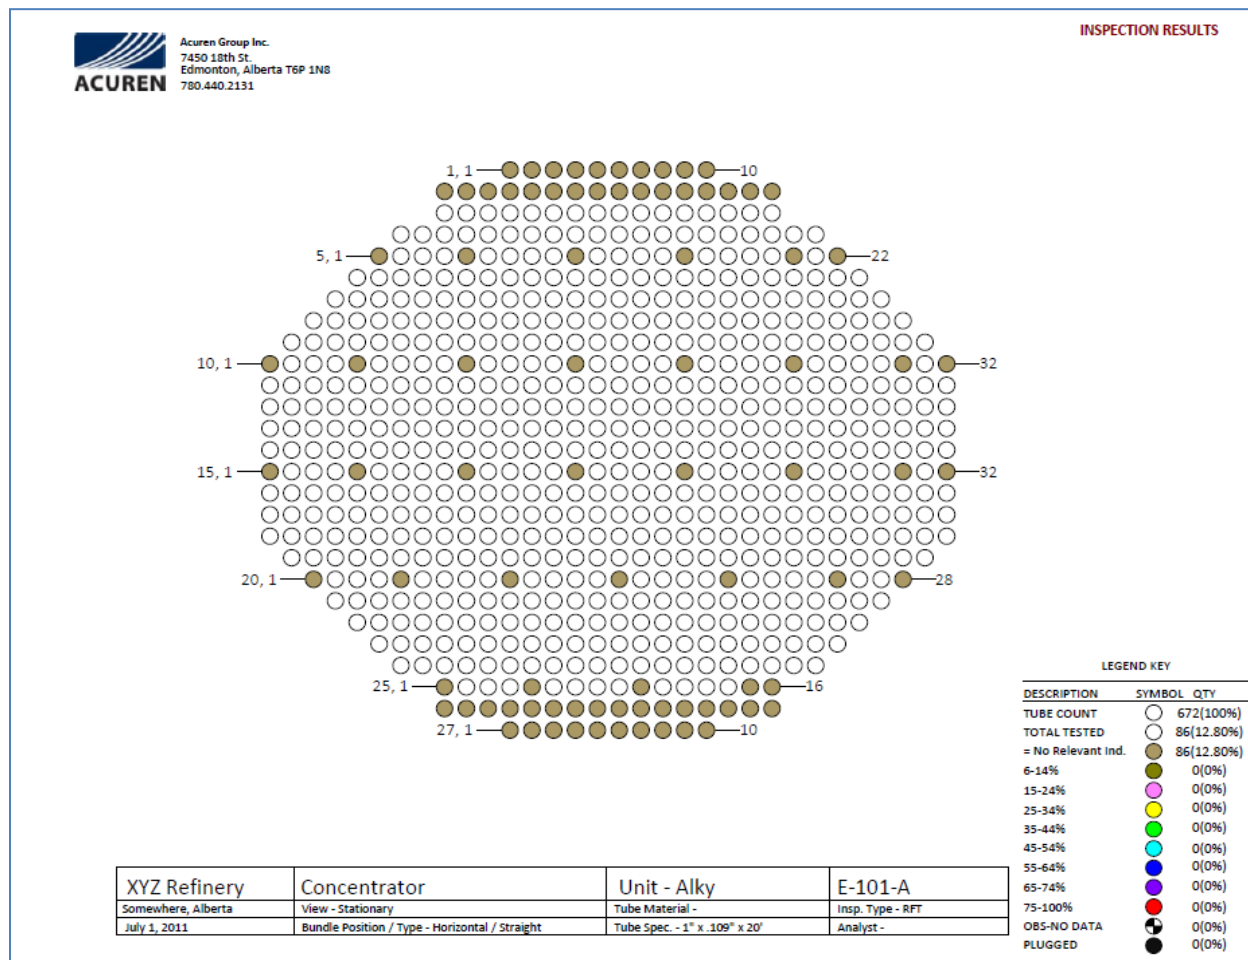 INSPECTION RESULTS
ACUREN
Acuren Group Inc.
7450 18th St.
Edmonton, Alberta T6P 1N8
780.440.2131
1, 1 10
5, 1 22
10, 1 32
15, 1 32
20, 1 28
25, 1 16
27, 1 10
LEGEND KEY
DESCRIPTION SYMBOL QTY
TUBE COUNT 672(100%)
TOTAL TESTED 86(12.80%)
= No Relevant Ind. 86(12.80%)
6-14% 0(0%)
15-24% 0(0%)
25-34% 0(0%)
35-44% 0(0%)
45-54% 0(0%)
55-64% 0(0%)
65-74% 0(0%)
75-100% 0(0%)
OBS-NO DATA 0(0%)
PLUGGED 0(0%)
XYZ Refinery Concentrator Unit - Alky E-101-A
Somewhere, Alberta View - Stationary Tube Material - Insp. Type - RFT
July 1, 2011 Bundle Position / Type - Horizontal / Straight Tube Spec. - 1" x .109" x 20' Analyst -